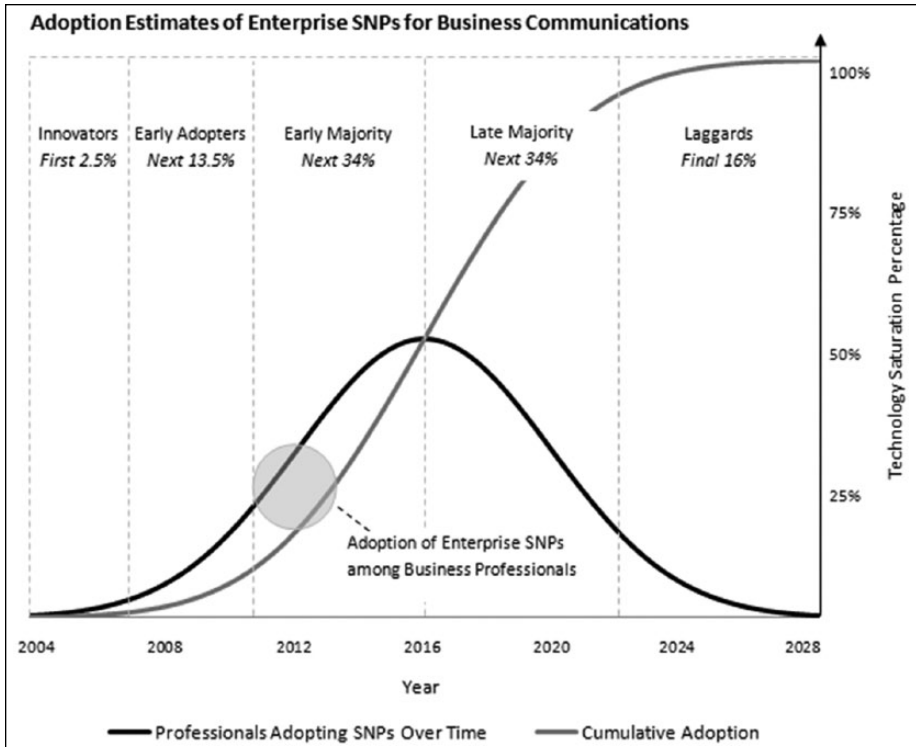 Adoption Estimates of Enterprise SNPs for Business Communications
100%
Innovators
First 2.5%
Early Adopters
Next 13.5%
Early Majority
Next 34%
Late Majority
Next 34%
Laggards
Final 16%
75%
50%
25%
Technology Saturation Percentage
Adoption of Enterprise SNPs
among Business Professionals
2004
2008
2012
2016
2020
2024
2028
Year
Professionals Adopting SNPs Over Time
Cumulative Adoption